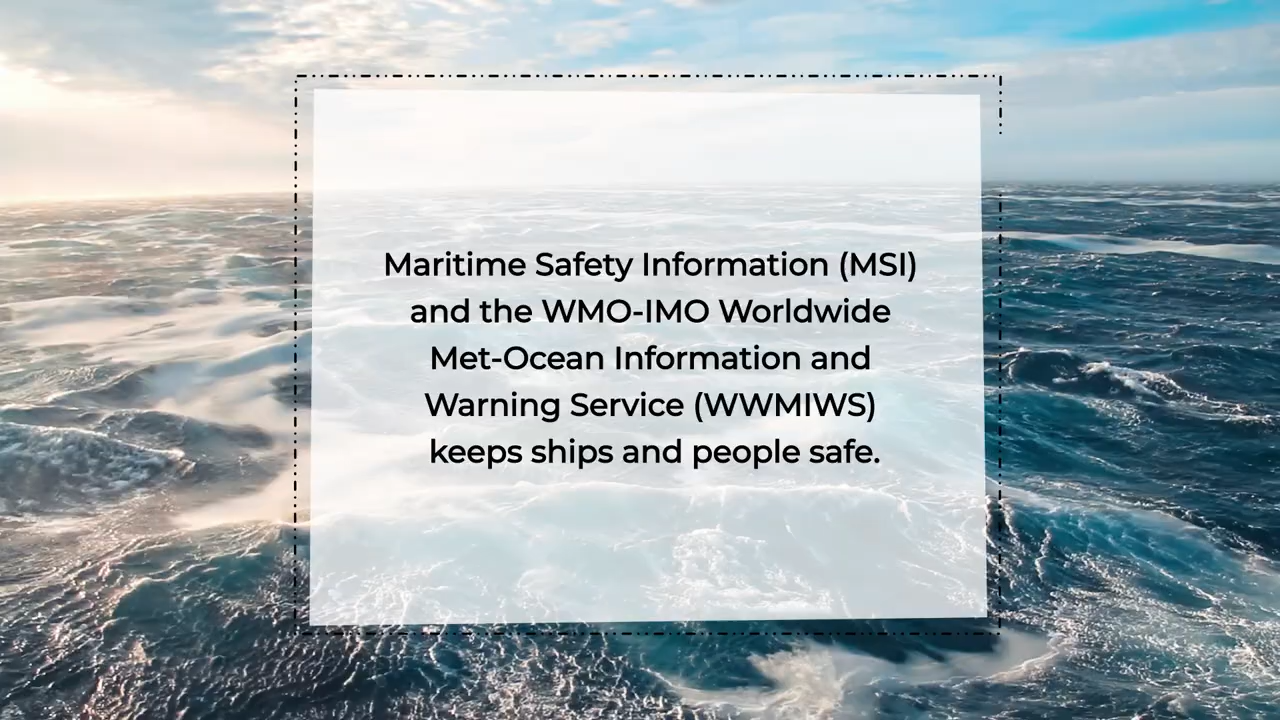 Maritime Safety Information (MSI)
and the WMO-IMO Worldwide
Met-Ocean Information and
Warning Service (WWMIWS)
keeps ships and people safe.